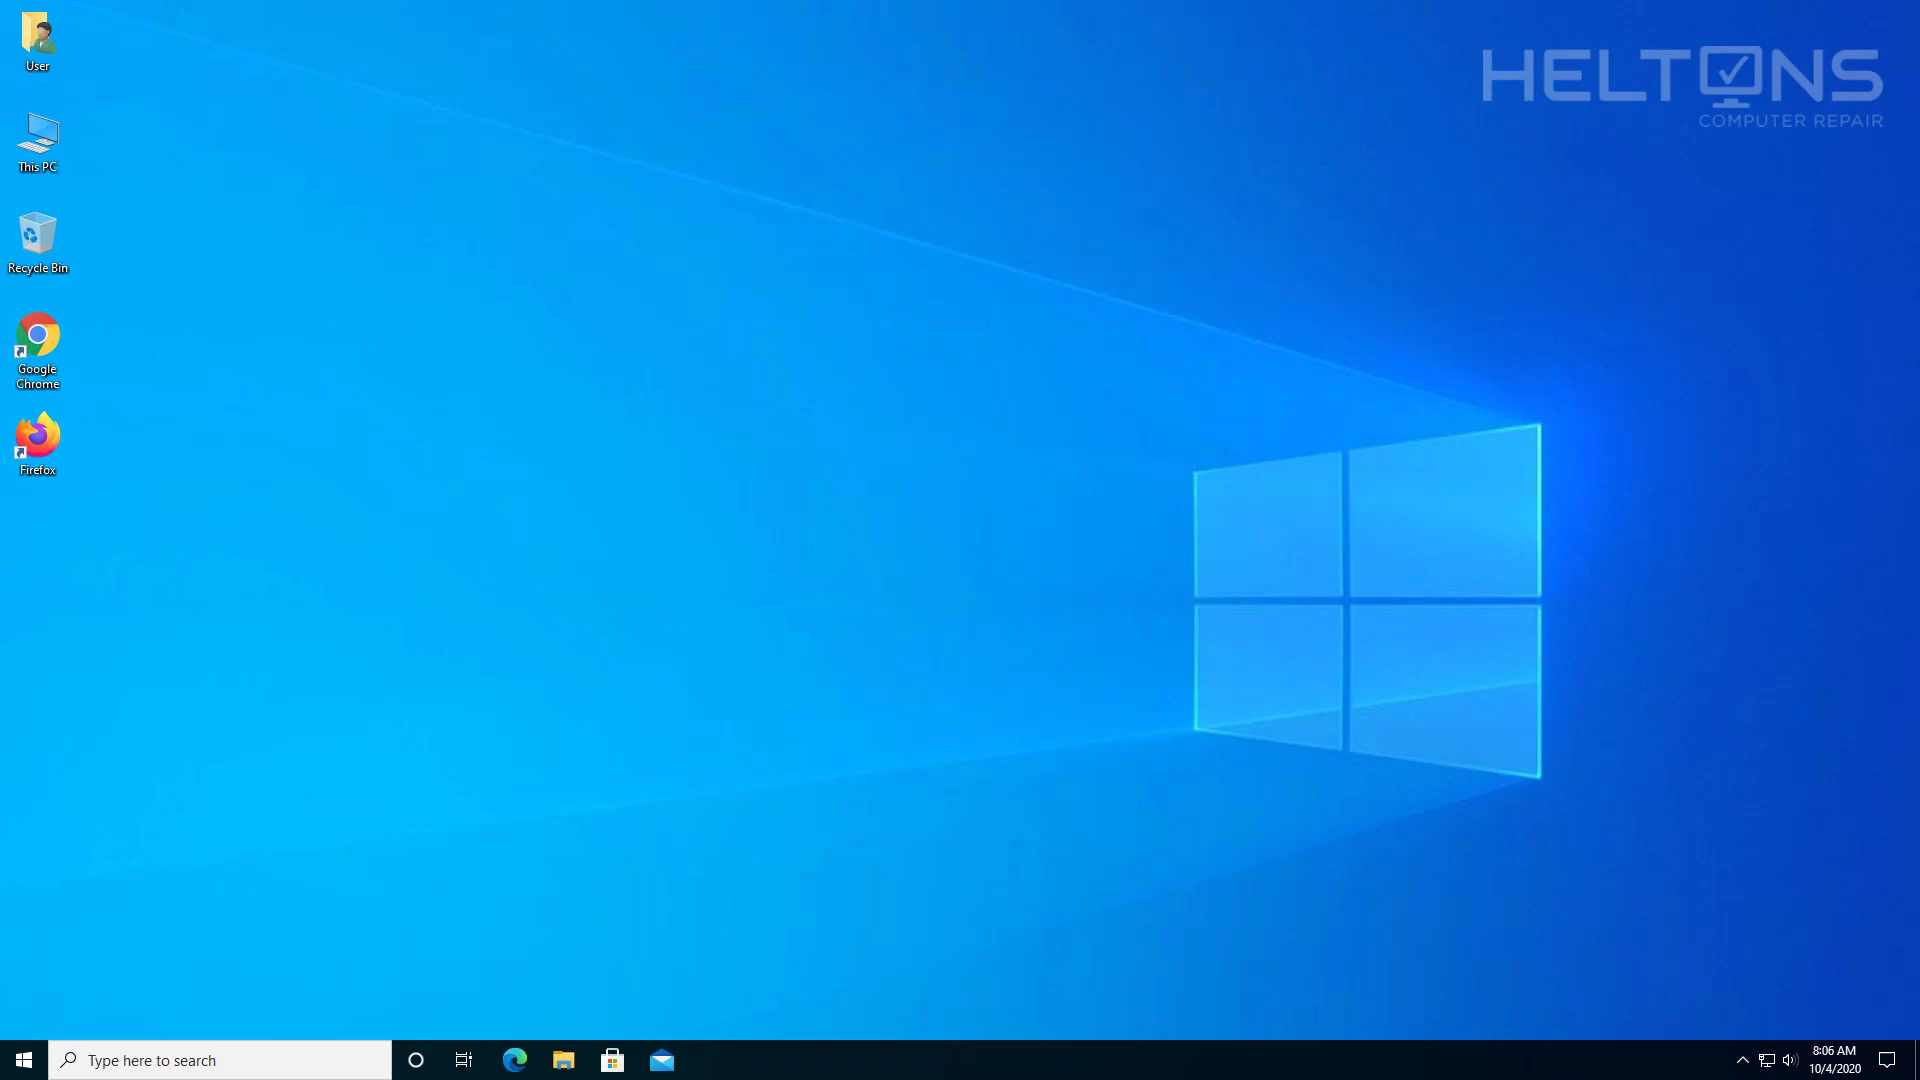 User
This PC
Recycle Bin
Google
Chrome
Firefox
HELTONS
COMPUTER REPAIR
Type here to search
8:06 AM
10/4/2020